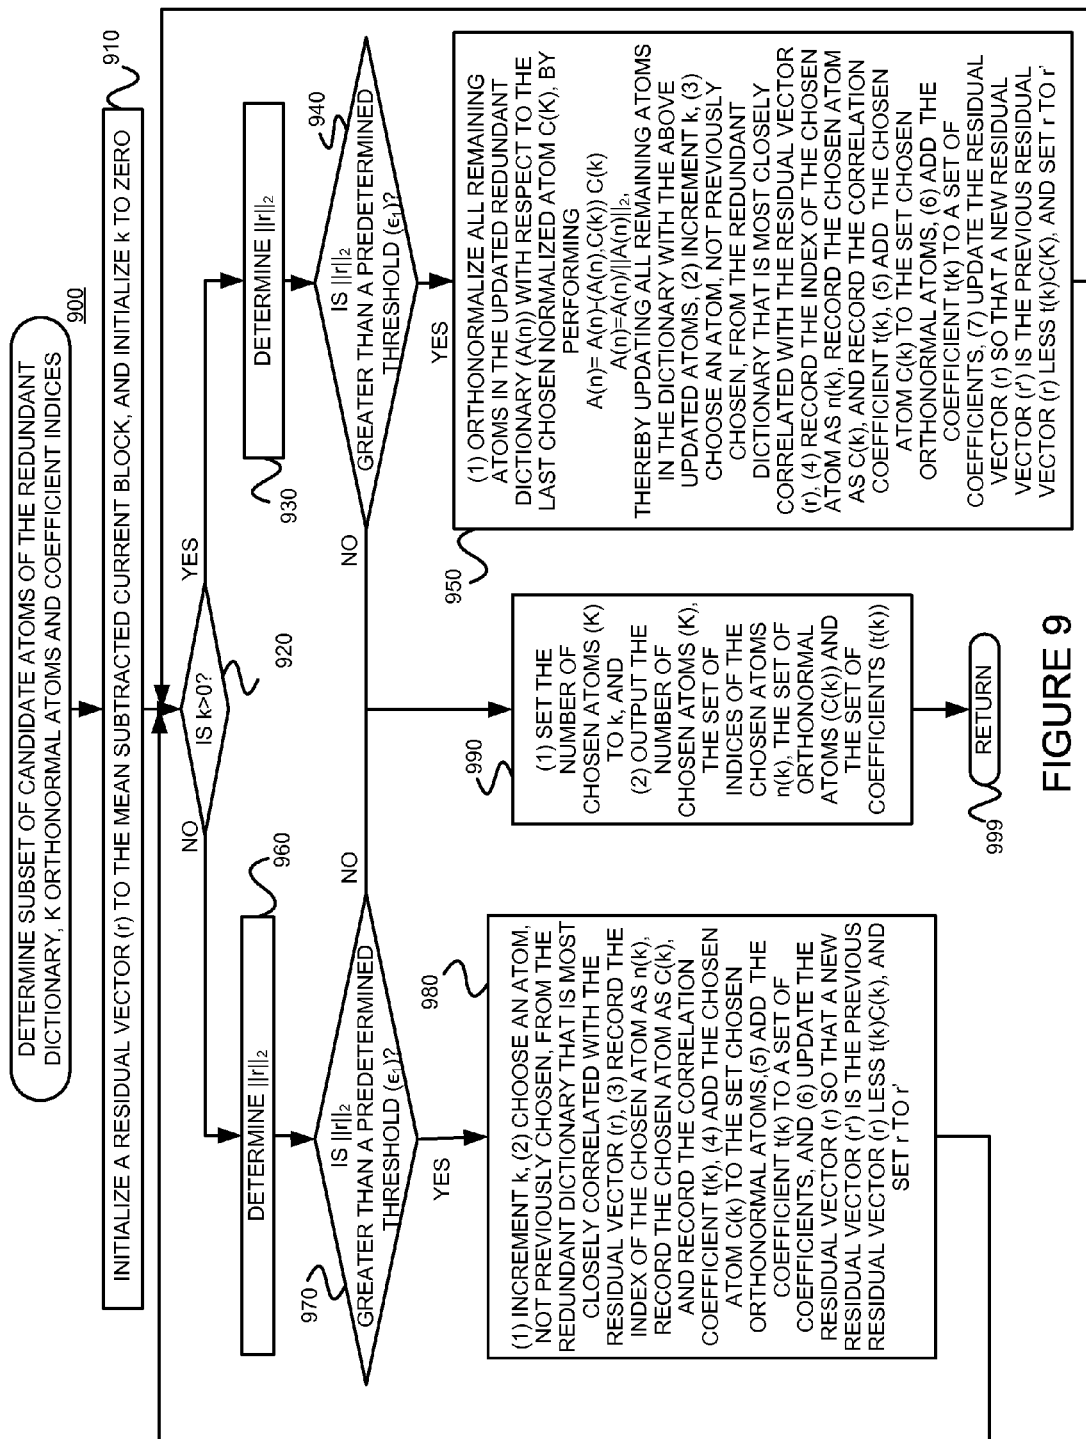 DETERMINE SUBSET OF CANDIDATE ATOMS OF THE REDUNDANT
DICTIONARY, K ORTHONORMAL ATOMS AND COEFFICIENT INDICES
900
INITIALIZE A RESIDUAL VECTOR (r) TO THE MEAN SUBTRACTED CURRENT BLOCK, AND INITIALIZE k TO ZERO
910
IS k>0?
920
NO
YES
DETERMINE ||r||₂
960
DETERMINE ||r||₂
930
IS ||r||₂
GREATER THAN A PREDETERMINED
THRESHOLD (ϵ₁)?
970
NO
YES
IS ||r||₂
GREATER THAN A PREDETERMINED
THRESHOLD (ϵ₁)?
940
NO
YES
(1) INCREMENT k, (2) CHOOSE AN ATOM,
NOT PREVIOUSLY CHOSEN, FROM THE
REDUNDANT DICTIONARY THAT IS MOST
CLOSELY CORRELATED WITH THE
RESIDUAL VECTOR (r), (3) RECORD THE
INDEX OF THE CHOSEN ATOM AS n(k),
RECORD THE CHOSEN ATOM AS C(k),
AND RECORD THE CORRELATION
COEFFICIENT t(k), (4) ADD THE CHOSEN
ATOM C(k) TO THE SET CHOSEN
ORTHONORMAL ATOMS,(5) ADD THE
COEFFICIENT t(k) TO A SET OF
COEFFICIENTS, AND (6) UPDATE THE
RESIDUAL VECTOR (r) SO THAT A NEW
RESIDUAL VECTOR (r') IS THE PREVIOUS
RESIDUAL VECTOR (r) LESS t(k)C(k), AND
SET r TO r'
980
(1) SET THE
NUMBER OF
CHOSEN ATOMS (K)
TO k, AND
(2) OUTPUT THE
NUMBER OF
CHOSEN ATOMS (K),
THE SET OF
INDICES OF THE
CHOSEN ATOMS
n(k), THE SET OF
ORTHONORMAL
ATOMS (C(k)) AND
THE SET OF
COEFFICIENTS (t(k))
990
RETURN
999
(1) ORTHONORMALIZE ALL REMAINING
ATOMS IN THE UPDATED REDUNDANT
DICTIONARY (A(n)) WITH RESPECT TO THE
LAST CHOSEN NORMALIZED ATOM C(K), BY
PERFORMING
A(n)= A(n)-(A(n),C(k)) C(k)
A(n)=A(n)/||A(n)||₂,
THEREBY UPDATING ALL REMAINING ATOMS
IN THE DICTIONARY WITH THE ABOVE
UPDATED ATOMS, (2) INCREMENT k, (3)
CHOOSE AN ATOM, NOT PREVIOUSLY
CHOSEN, FROM THE REDUNDANT
DICTIONARY THAT IS MOST CLOSELY
CORRELATED WITH THE RESIDUAL VECTOR
(r), (4) RECORD THE INDEX OF THE CHOSEN
ATOM AS n(k), RECORD THE CHOSEN ATOM
AS C(k), AND RECORD THE CORRELATION
COEFFICIENT t(k), (5) ADD THE CHOSEN
ATOM C(k) TO THE SET CHOSEN
ORTHONORMAL ATOMS, (6) ADD THE
COEFFICIENT t(k) TO A SET OF
COEFFICIENTS, (7) UPDATE THE RESIDUAL
VECTOR (r) SO THAT A NEW RESIDUAL
VECTOR (r') IS THE PREVIOUS RESIDUAL
VECTOR (r) LESS t(k)C(K), AND SET r TO r'
950
FIGURE 9